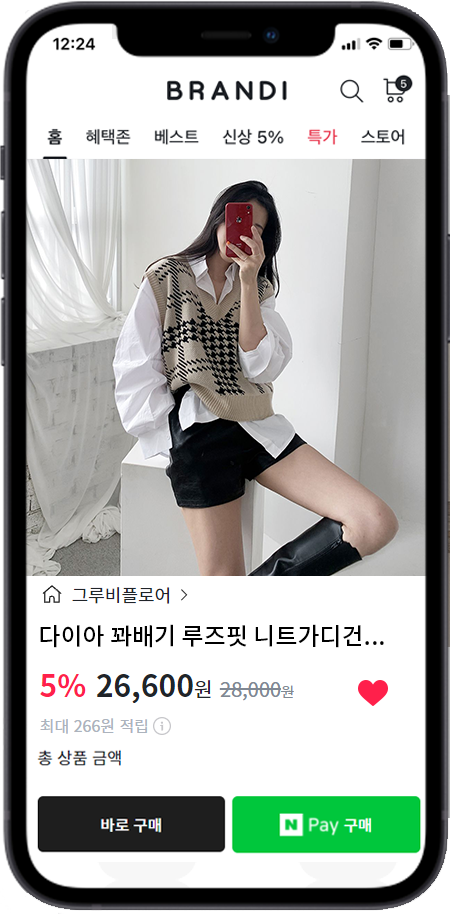 12:24
BRANDI
5
홈 혜택존 베스트 신상 5% 특가 스토어
그루비플로어 >
다이아 꽈배기 루즈핏 니트가디건...
5% 26,600원 28,000원
최대 266원 적립 i
총 상품 금액
바로 구매
N Pay 구매